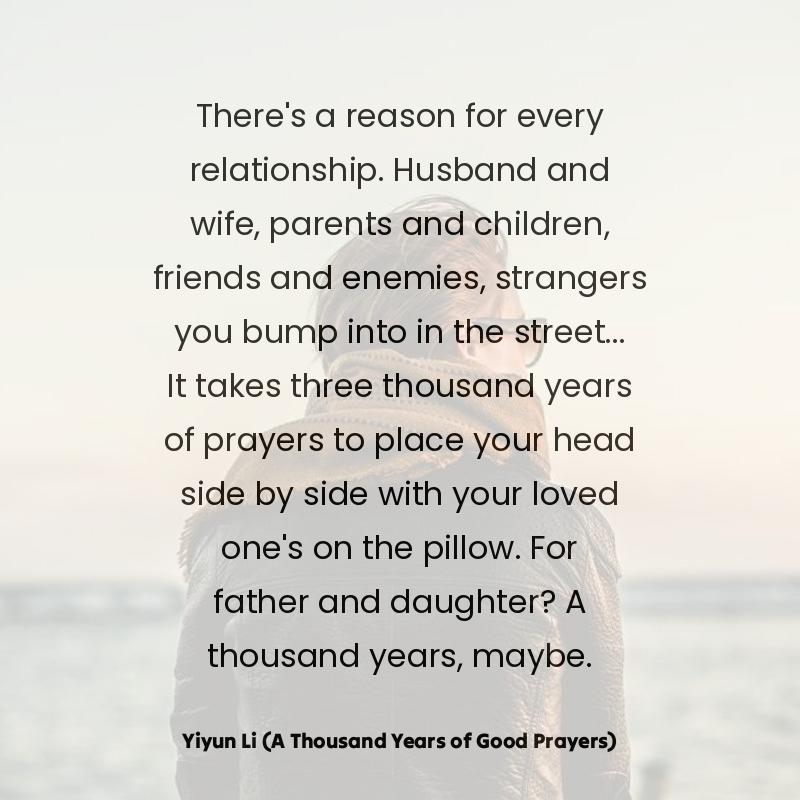 There's a reason for every
relationship. Husband and
wife, parents and children,
friends and enemies, strangers
you bump into in the street...
It takes three thousand years
of prayers to place your head
side by side with your loved
one's on the pillow. For
father and daughter? A
thousand years, maybe.
Yiyun Li (A Thousand Years of Good Prayers)